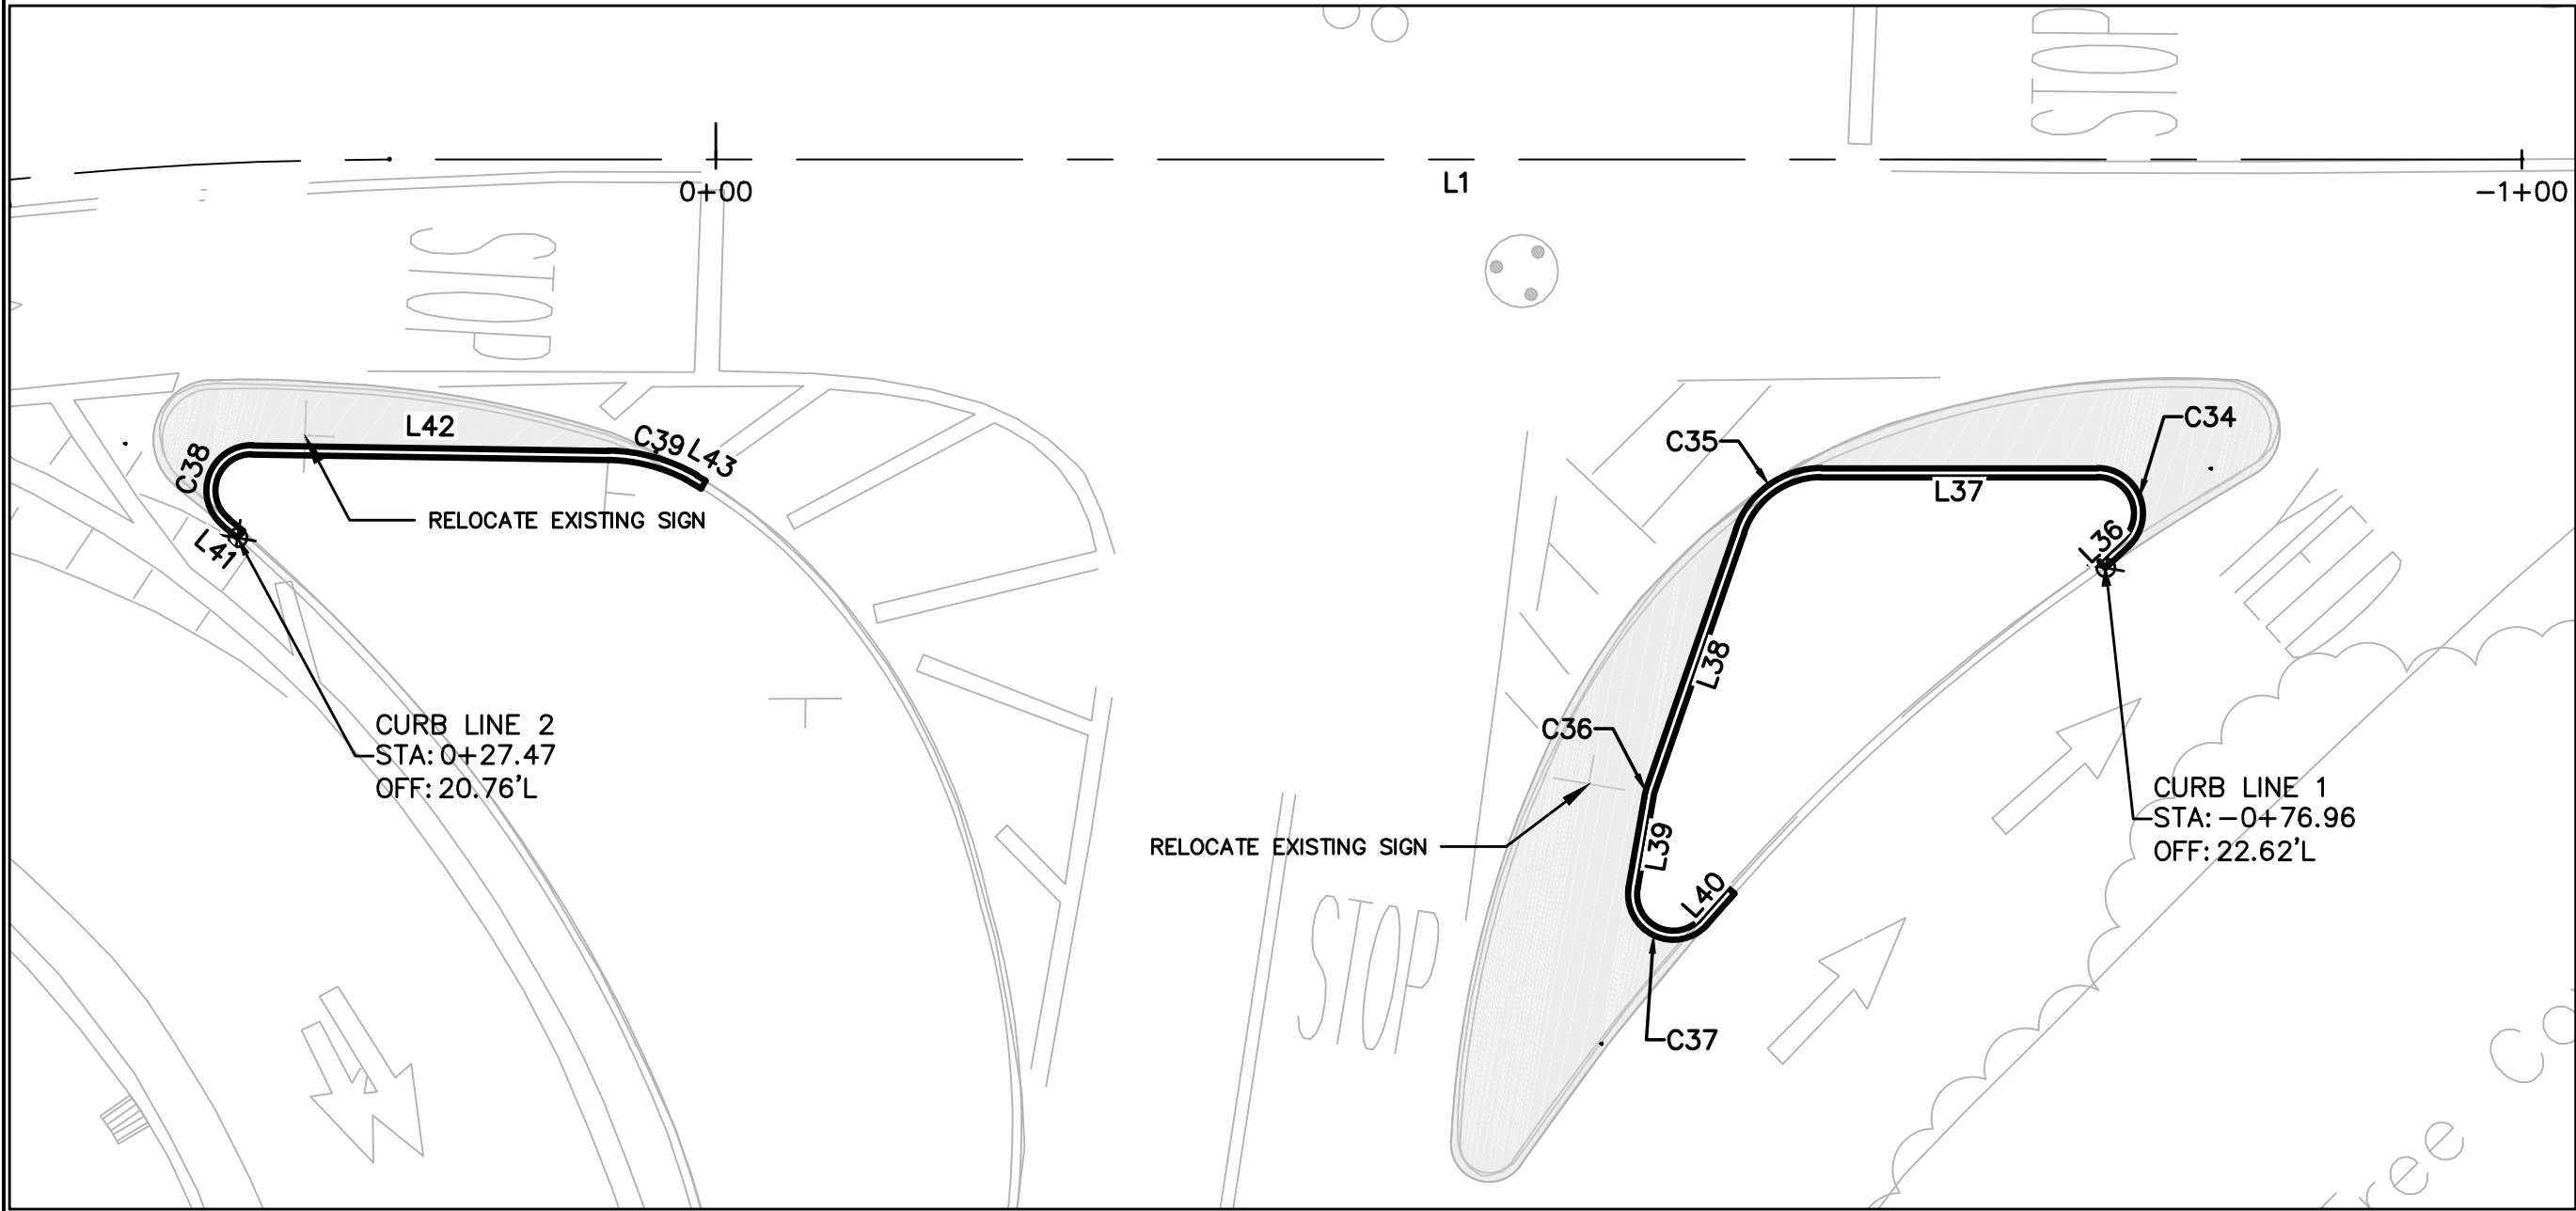 STOP
0+00
L1
-1+00
STOP
L42
C39
L43
C38
C35
C34
L37
RELOCATE EXISTING SIGN
L41
L36
L38
CURB LINE 2
STA: 0+27.47
OFF: 20.76'L
C36
CURB LINE 1
STA: -0+76.96
OFF: 22.62'L
RELOCATE EXISTING SIGN
L39
L40
STOP
C37